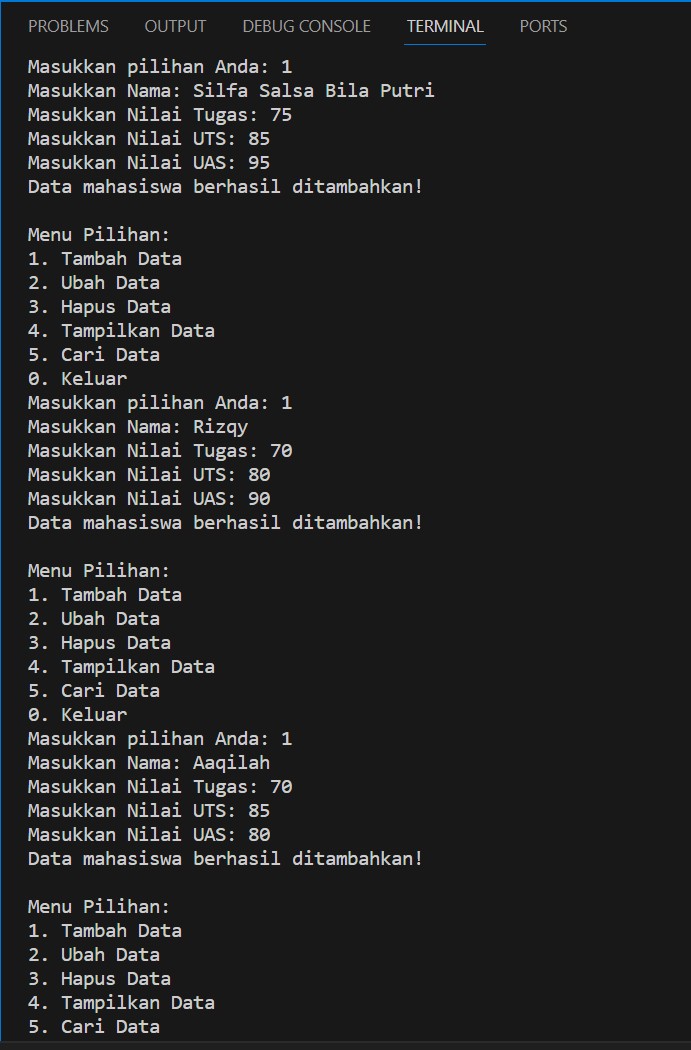 PROBLEMS OUTPUT DEBUG CONSOLE TERMINAL PORTS
Masukkan pilihan Anda: 1
Masukkan Nama: Silfa Salsa Bila Putri
Masukkan Nilai Tugas: 75
Masukkan Nilai UTS: 85
Masukkan Nilai UAS: 95
Data mahasiswa berhasil ditambahkan!

Menu Pilihan:
1. Tambah Data
2. Ubah Data
3. Hapus Data
4. Tampilkan Data
5. Cari Data
0. Keluar
Masukkan pilihan Anda: 1
Masukkan Nama: Rizqy
Masukkan Nilai Tugas: 70
Masukkan Nilai UTS: 80
Masukkan Nilai UAS: 90
Data mahasiswa berhasil ditambahkan!

Menu Pilihan:
1. Tambah Data
2. Ubah Data
3. Hapus Data
4. Tampilkan Data
5. Cari Data
0. Keluar
Masukkan pilihan Anda: 1
Masukkan Nama: Aaqilah
Masukkan Nilai Tugas: 70
Masukkan Nilai UTS: 85
Masukkan Nilai UAS: 80
Data mahasiswa berhasil ditambahkan!

Menu Pilihan:
1. Tambah Data
2. Ubah Data
3. Hapus Data
4. Tampilkan Data
5. Cari Data